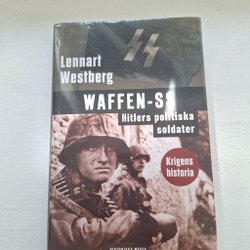 Lennart
Westberg
WAFFEN-SS
Hitlers politiska
soldater
Krigens
historia
HISTORISKA MEDIA